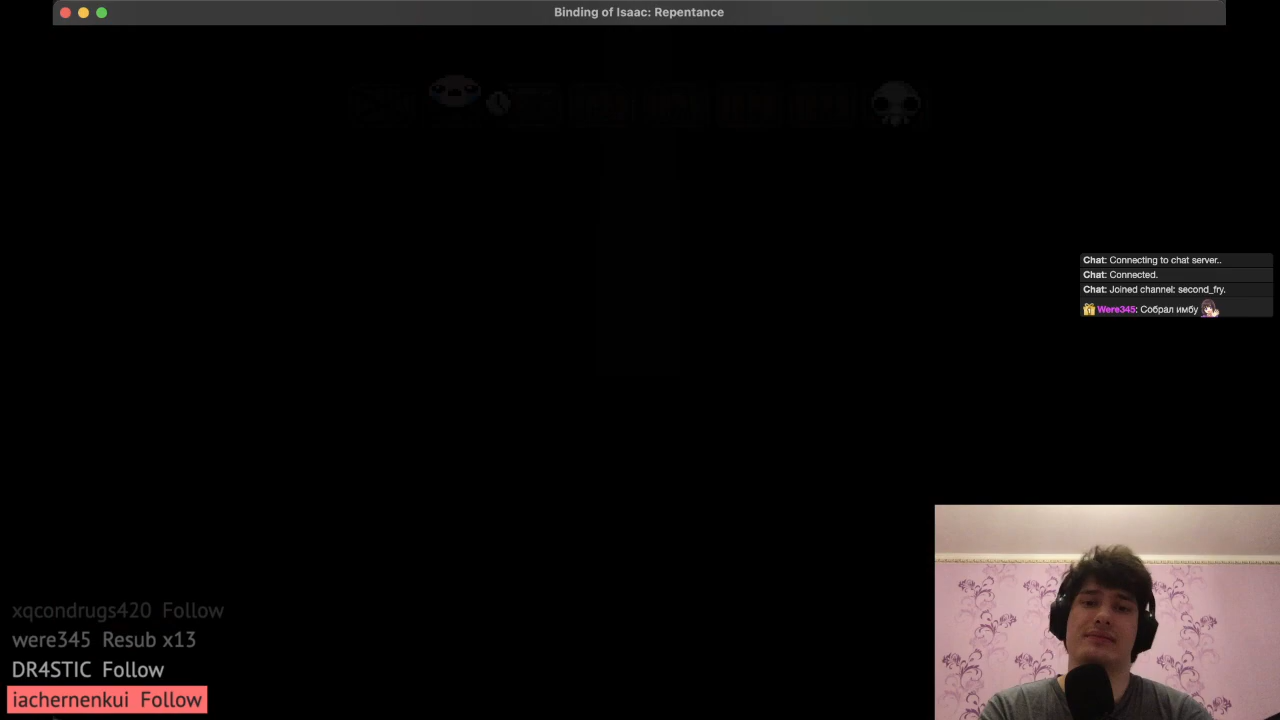 Binding of Isaac: Repentance
Chat: Connecting to chat server..
Chat: Connected.
Chat: Joined channel: second_fry.
Were345: Собрал имбу
xqcondrugs420 Follow
were345 Resub x13
DR4STIC Follow
iachernenkui Follow